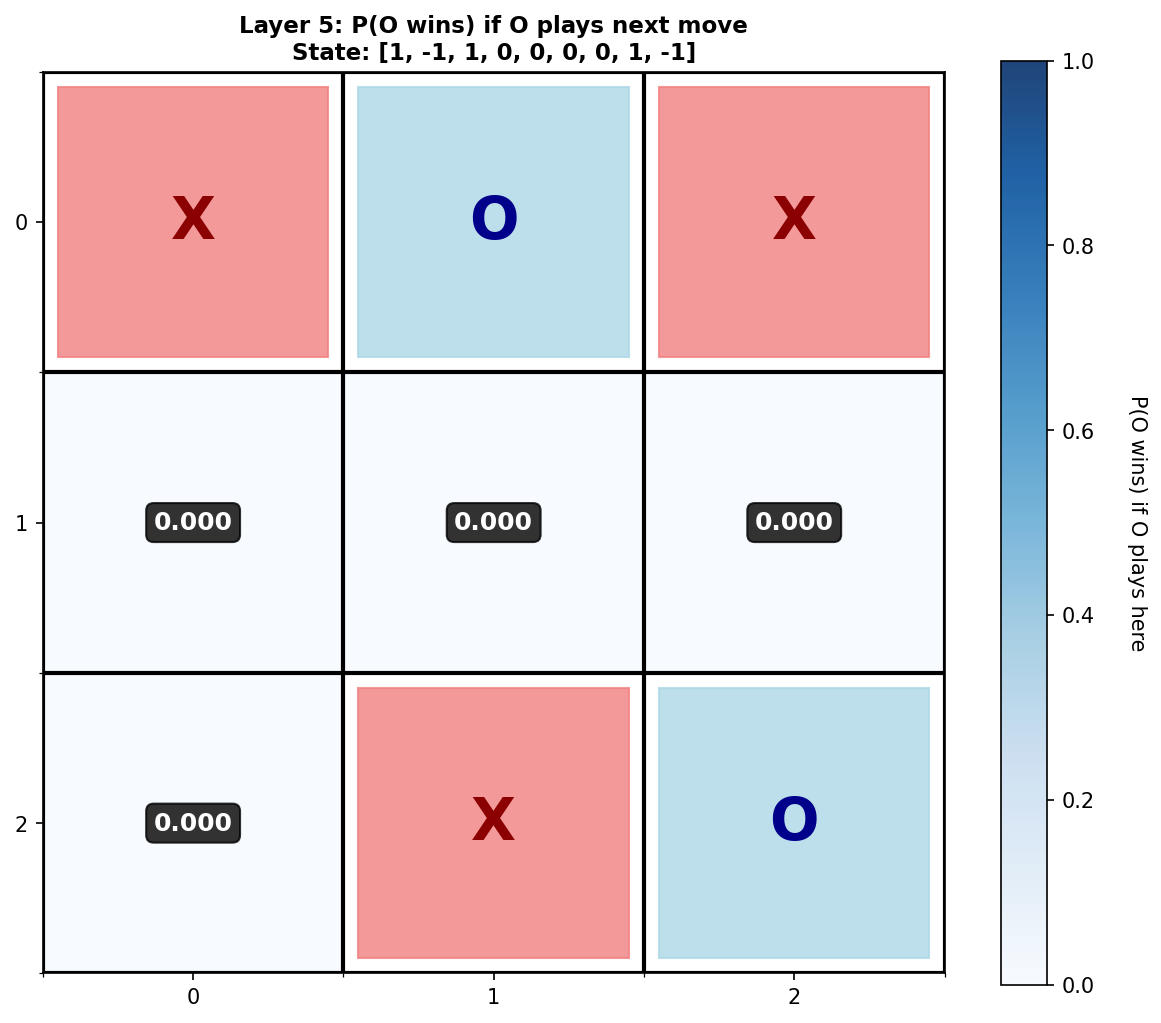 Layer 5: P(O wins) if O plays next move
State: [1, -1, 1, 0, 0, 0, 0, 1, -1]
0
X
O
X
1
0.000
0.000
0.000
2
0.000
X
O
0
1
2
1.0
0.8
0.6
0.4
0.2
0.0
P(O wins) if O plays here